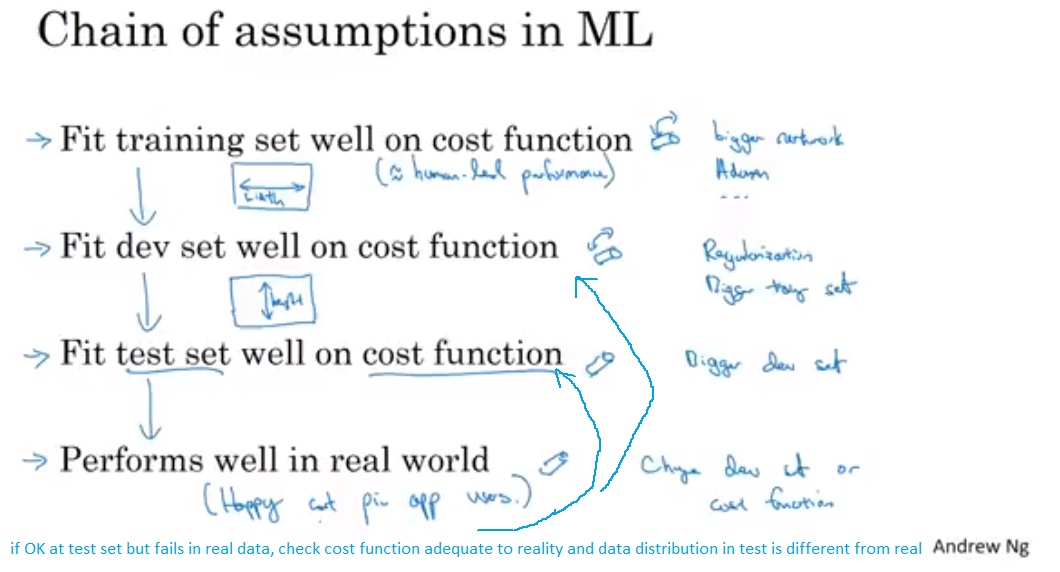 Chain of assumptions in ML
→ Fit training set well on cost function
bigger network
(≈ human-level performance)
Adam
width
...
→ Fit dev set well on cost function
Regularization
Bigger set
height
→ Fit test set well on cost function
Bigger dev set
→ Performs well in real world
Change dev set or
(Happy cat pic app users.)
cost function
if OK at test set but fails in real data, check cost function adequate to reality and data distribution in test is different from real
Andrew Ng